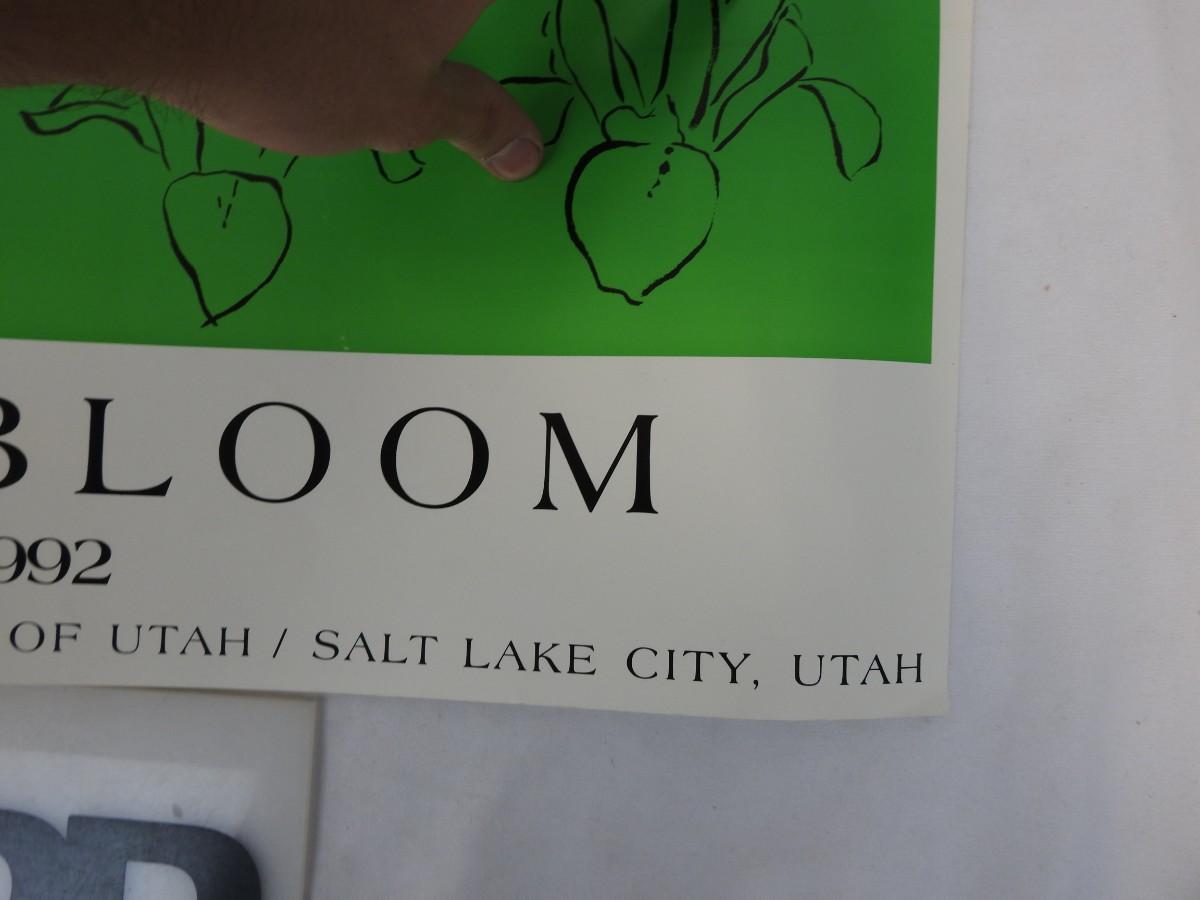 BLOOM
992
OF UTAH / SALT LAKE CITY, UTAH